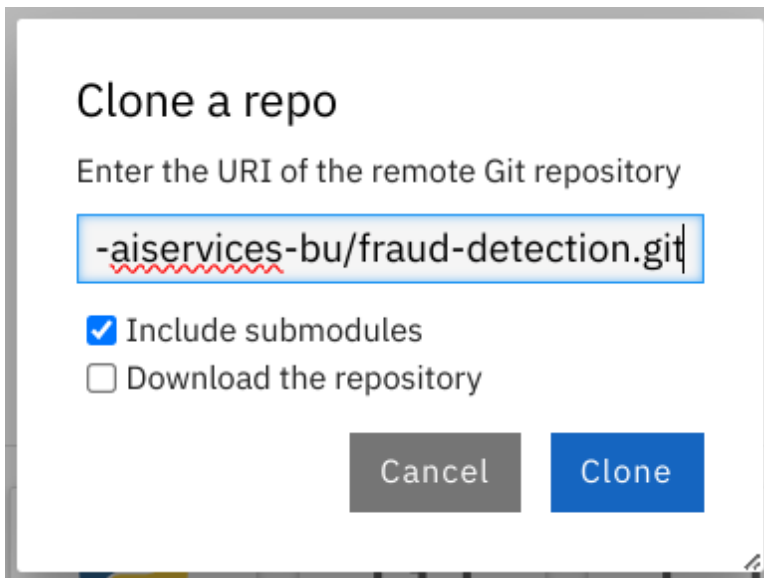 Clone a repo
Enter the URI of the remote Git repository
-aiservices-bu/fraud-detection.git
Include submodules
Download the repository
Cancel
Clone